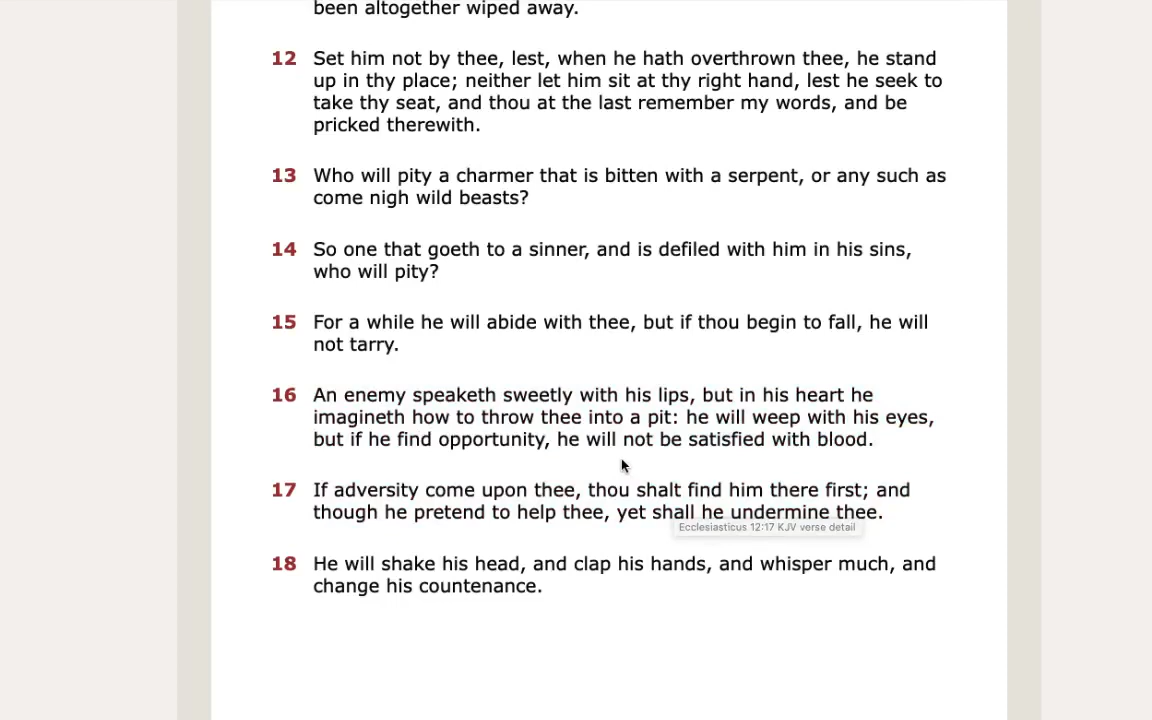 been altogether wiped away.
12 Set him not by thee, lest, when he hath overthrown thee, he stand
up in thy place; neither let him sit at thy right hand, lest he seek to
take thy seat, and thou at the last remember my words, and be
pricked therewith.
13 Who will pity a charmer that is bitten with a serpent, or any such as
come nigh wild beasts?
14 So one that goeth to a sinner, and is defiled with him in his sins,
who will pity?
15 For a while he will abide with thee, but if thou begin to fall, he will
not tarry.
16 An enemy speaketh sweetly with his lips, but in his heart he
imagineth how to throw thee into a pit: he will weep with his eyes,
but if he find opportunity, he will not be satisfied with blood.
17 If adversity come upon thee, thou shalt find him there first; and
though he pretend to help thee, yet shall he undermine thee.
Ecclesiasticus 12:17 KJV verse detail
18 He will shake his head, and clap his hands, and whisper much, and
change his countenance.